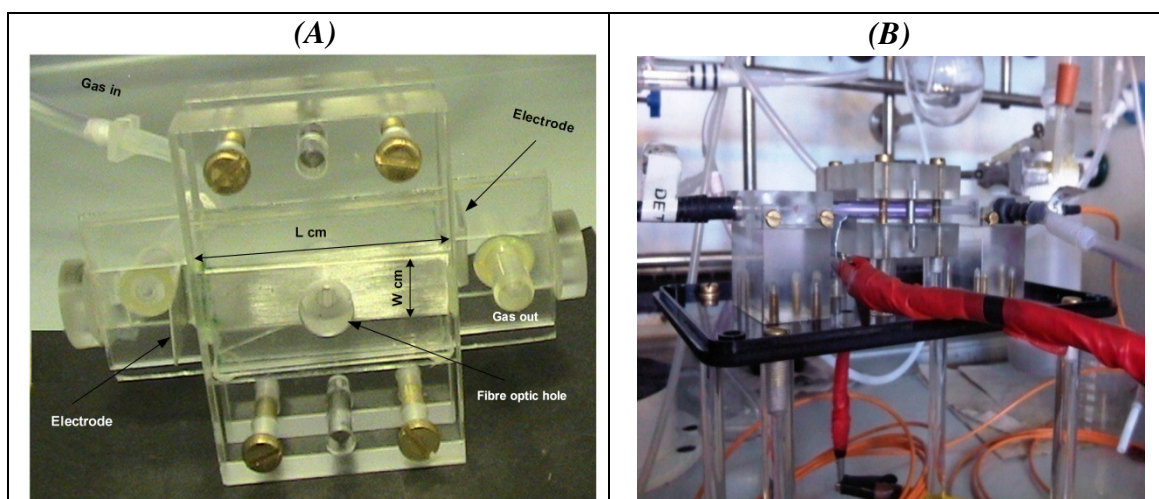 (A)
(B)
Gas in
Electrode
L cm
W cm
Gas out
Electrode
Fibre optic hole
DET